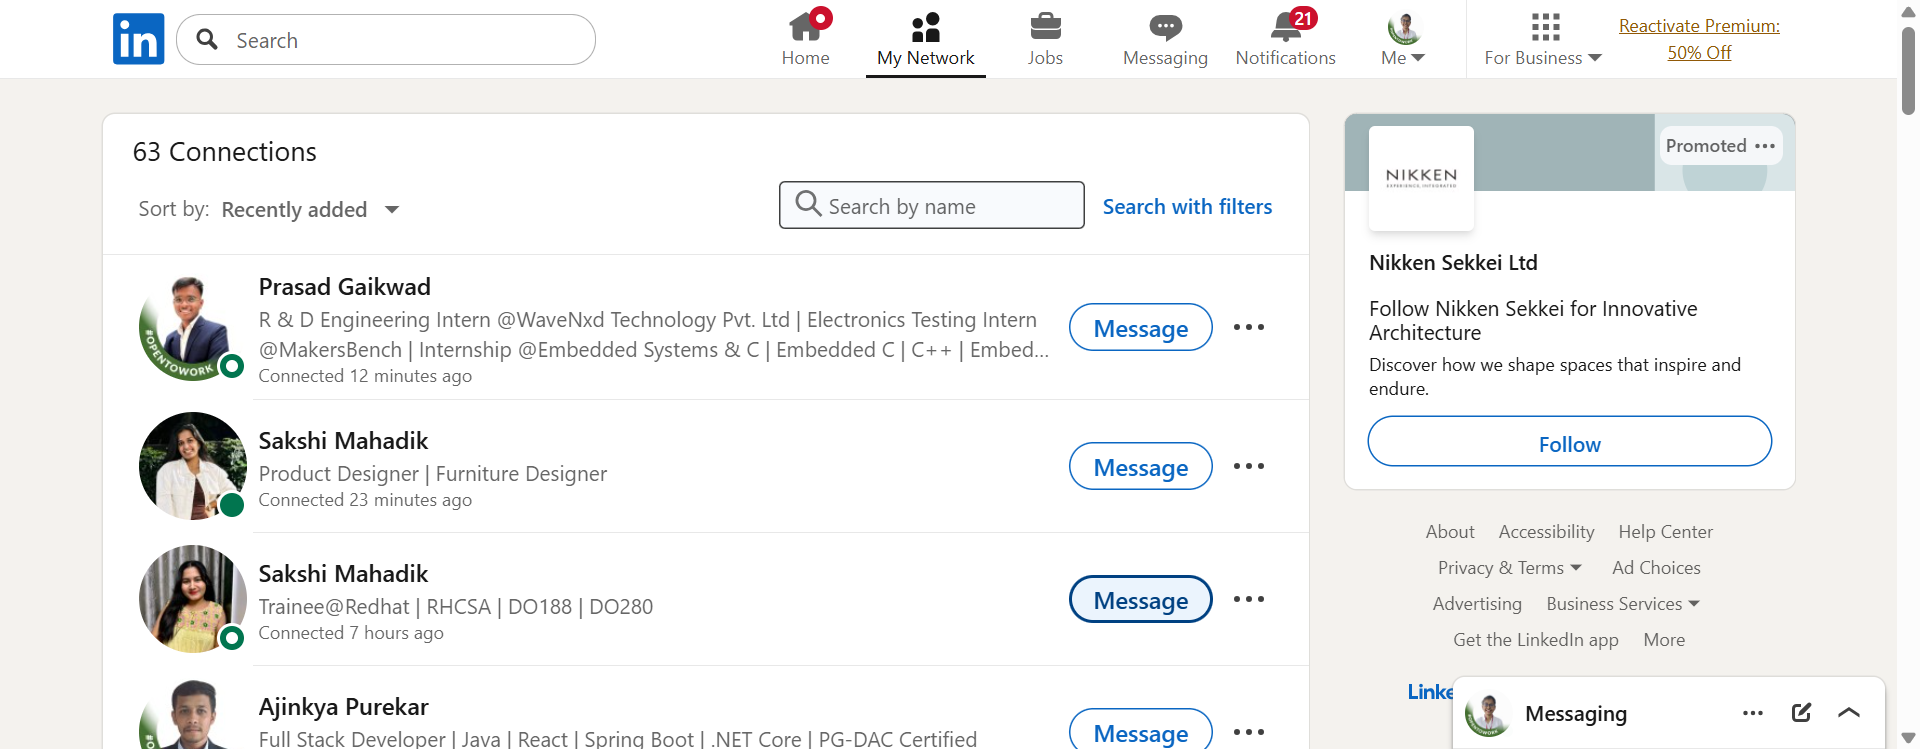 in
Search
Home
My Network
Jobs
Messaging
21
Notifications
Me
For Business
Reactivate Premium:
50% Off
63 Connections
Sort by: Recently added
Search by name
Search with filters
#OPENTOWORK
Prasad Gaikwad
R & D Engineering Intern @WaveNxd Technology Pvt. Ltd | Electronics Testing Intern
@MakersBench | Internship @Embedded Systems & C | Embedded C | C++ | Embed...
Connected 12 minutes ago
Message
Sakshi Mahadik
Product Designer | Furniture Designer
Connected 23 minutes ago
Message
Sakshi Mahadik
Trainee@Redhat | RHCSA | DO188 | DO280
Connected 7 hours ago
Message
Ajinkya Purekar
Full Stack Developer | Java | React | Spring Boot | .NET Core | PG-DAC Certified
Message
Promoted
NIKKEN
EXPERIENCE, INTEGRATED
Nikken Sekkei Ltd
Follow Nikken Sekkei for Innovative
Architecture
Discover how we shape spaces that inspire and
endure.
Follow
About Accessibility Help Center
Privacy & Terms Ad Choices
Advertising Business Services
Get the LinkedIn app More
Linke
Messaging